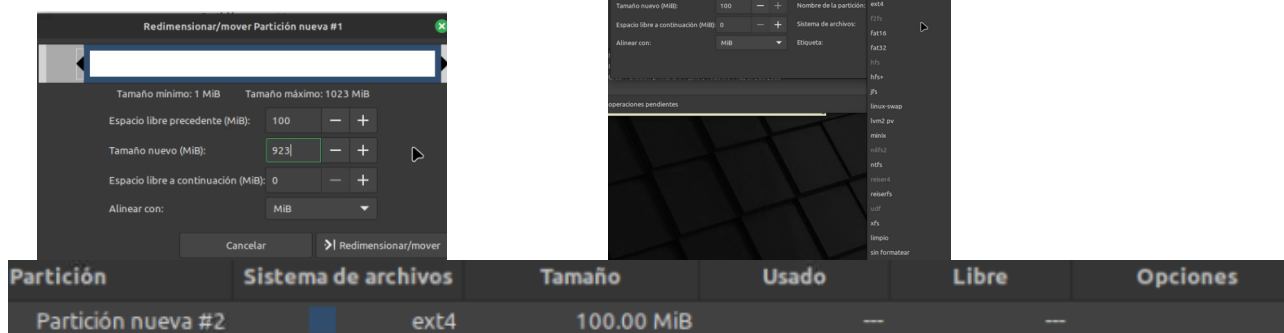 Redimensionar/mover Partición nueva #1
Tamaño mínimo: 1 MiB Tamaño máximo: 1023 MiB
Espacio libre precedente (MiB): 100
Tamaño nuevo (MiB): 923
Espacio libre a continuación (MiB): 0
Alinear con: MiB
Cancelar Redimensionar/mover
Tamaño nuevo (MiB): 100 Nombre de la partición:
Espacio libre a continuación (MiB): 0 Sistema de archivos:
Alinear con: MiB Etiqueta:
operaciones pendientes
ext4
f2fs
fat16
fat32
hfs
hfs+
jfs
linux-swap
lvm2 pv
minix
nilfs2
ntfs
reiser4
reiserfs
udf
xfs
limpio
sin formatear
Partición Sistema de archivos Tamaño Usado Libre Opciones
Partición nueva #2 ext4 100.00 MiB --- ---